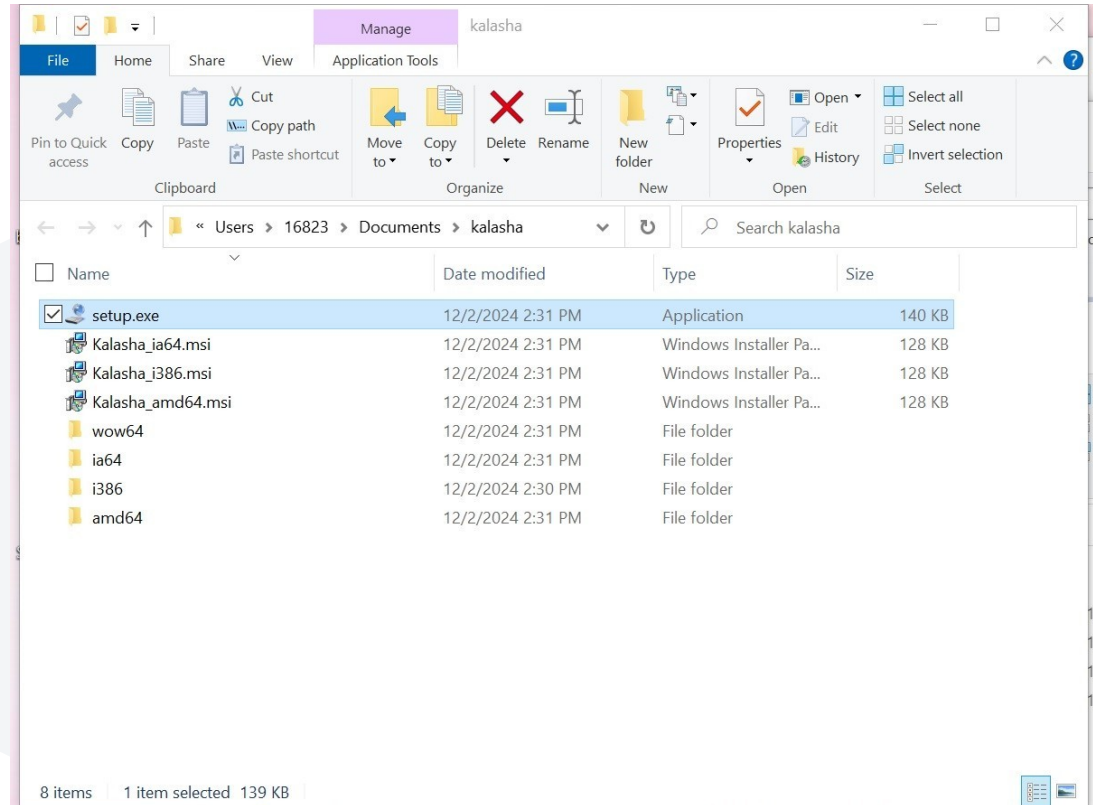 Manage
kalasha
File
Home
Share
View
Application Tools
Pin to Quick access
Copy
Paste
Cut
Copy path
Paste shortcut
Clipboard
Move to
Copy to
Delete
Rename
Organize
New folder
New
Properties
Open
Edit
History
Open
Select all
Select none
Invert selection
Select
« Users > 16823 > Documents > kalasha
Search kalasha
Name Date modified Type Size
setup.exe 12/2/2024 2:31 PM Application 140 KB
Kalasha_ia64.msi 12/2/2024 2:31 PM Windows Installer Pa... 128 KB
Kalasha_i386.msi 12/2/2024 2:31 PM Windows Installer Pa... 128 KB
Kalasha_amd64.msi 12/2/2024 2:31 PM Windows Installer Pa... 128 KB
wow64 12/2/2024 2:31 PM File folder
ia64 12/2/2024 2:31 PM File folder
i386 12/2/2024 2:30 PM File folder
amd64 12/2/2024 2:31 PM File folder
8 items 1 item selected 139 KB